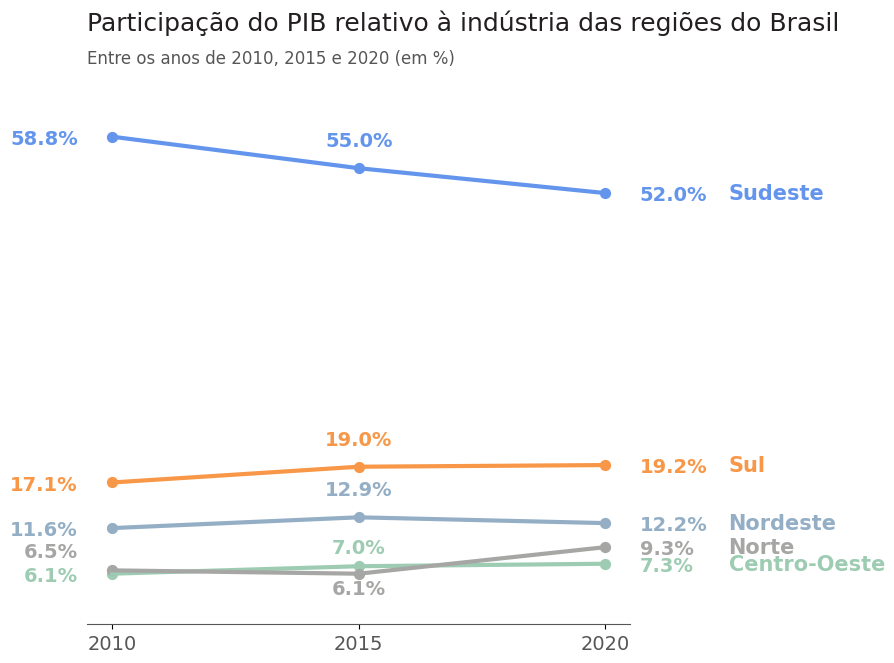 Participação do PIB relativo à indústria das regiões do Brasil
Entre os anos de 2010, 2015 e 2020 (em %)
58.8%
55.0%
52.0% Sudeste
19.0%
17.1%
19.2% Sul
12.9%
11.6%
12.2% Nordeste
6.5%
7.0%
9.3% Norte
6.1%
6.1%
7.3% Centro-Oeste
2010 2015 2020